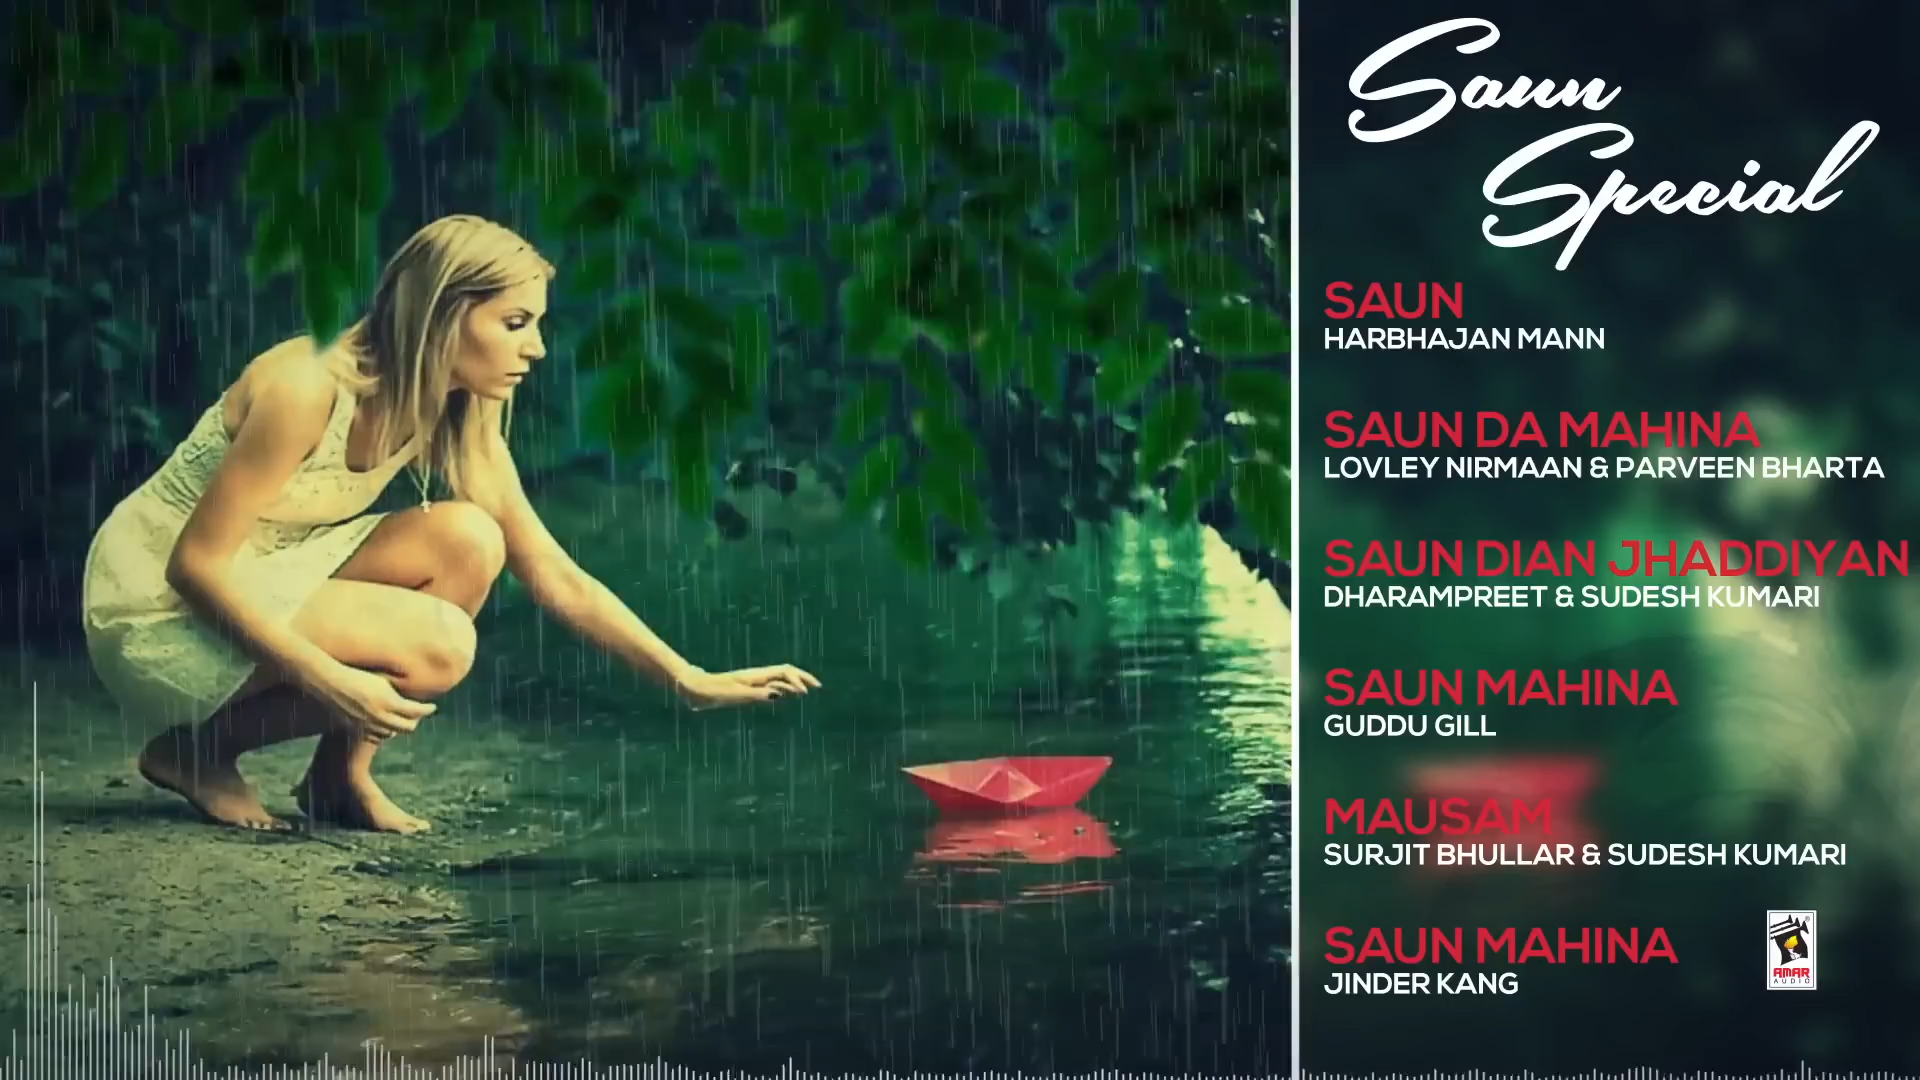 Saun
Special
SAUN
HARBHAJAN MANN
SAUN DA MAHINA
LOVLEY NIRMAAN & PARVEEN BHARTA
SAUN DIAN JHADDIYAN
DHARAMPREET & SUDESH KUMARI
SAUN MAHINA
GUDDU GILL
MAUSAM
SURJIT BHULLAR & SUDESH KUMARI
SAUN MAHINA
JINDER KANG
AMAR
AUDIO